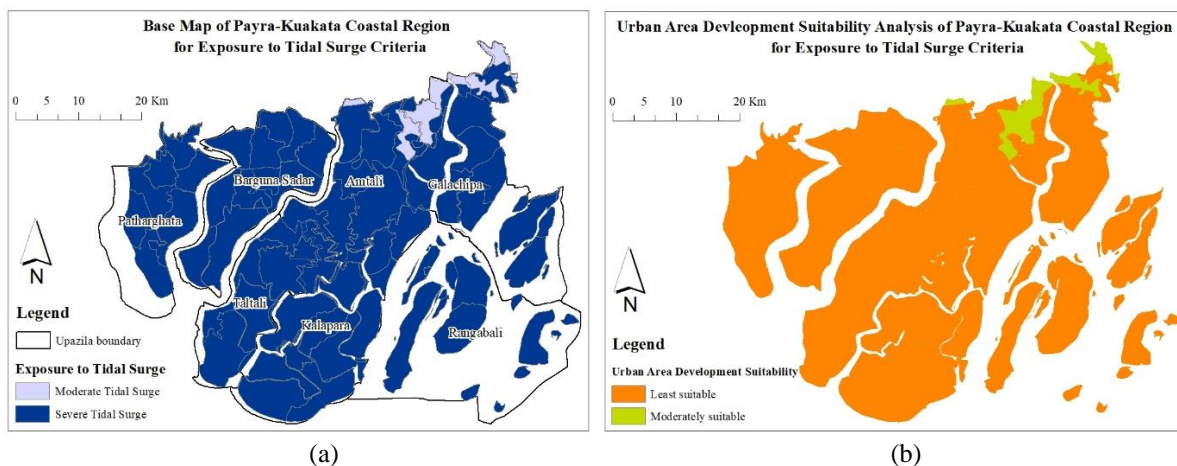 Base Map of Payra-Kuakata Coastal Region
for Exposure to Tidal Surge Criteria
0 5 10 20 Km
Barguna Sadar
Amtali
Galachipa
Patharghata
Taltali
Kalapara
Rangabali
N
Legend
Upazila boundary
Exposure to Tidal Surge
Moderate Tidal Surge
Severe Tidal Surge
(a)
Urban Area Devleopment Suitability Analysis of Payra-Kuakata Coastal Region
for Exposure to Tidal Surge Criteria
0 5 10 20 Km
N
Legend
Urban Area Development Suitability
Least suitable
Moderately suitable
(b)